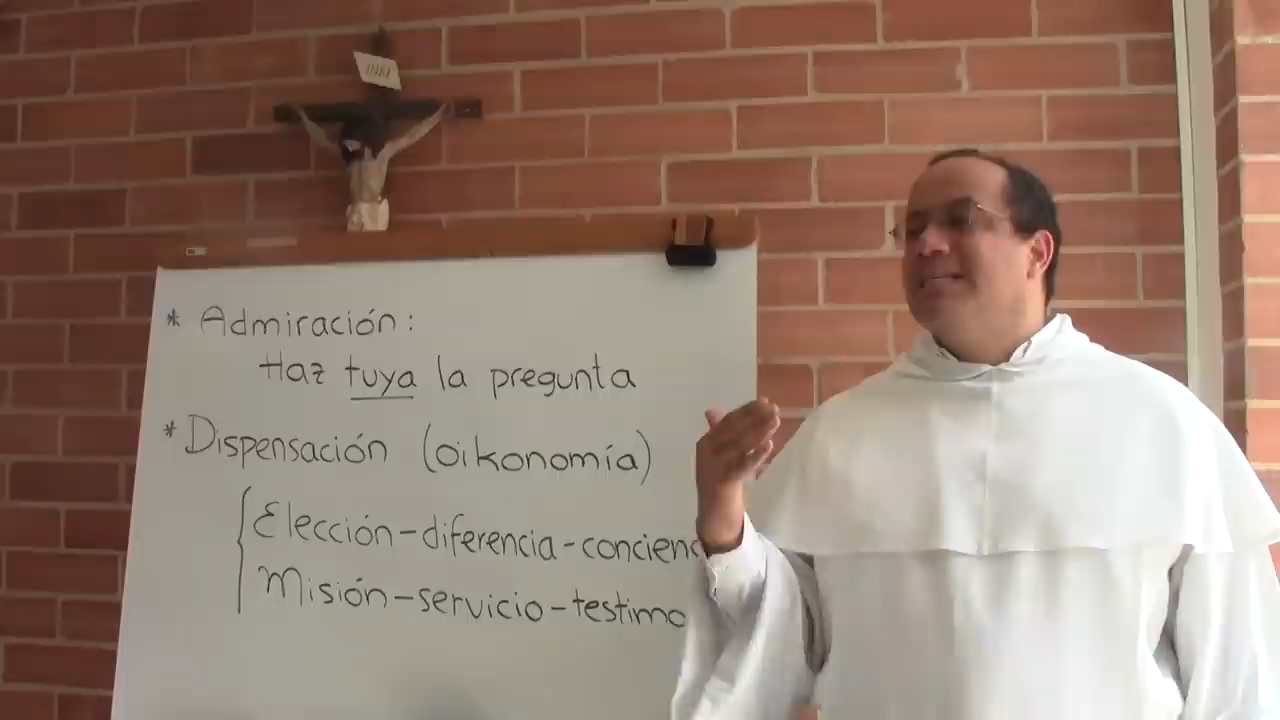 INRI
* Admiración:
Haz tuya la pregunta
* Dispensación (oikonomía)
Elección-diferencia-concienc
Misión-servicio-testimo